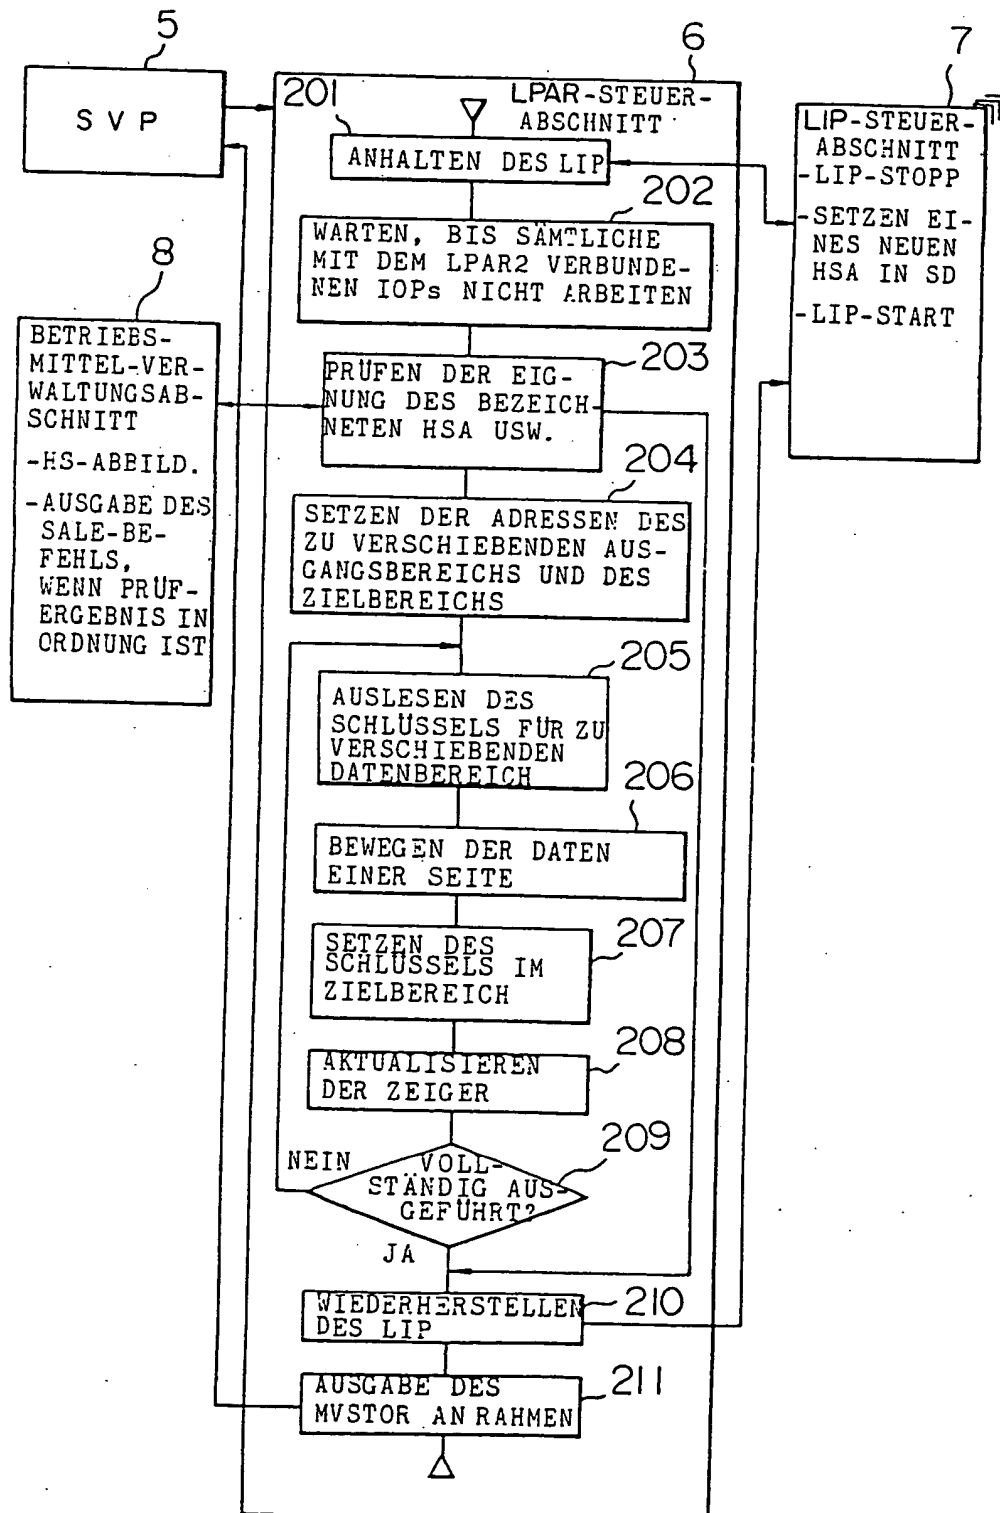 5
SVP
6
201
LPAR-STEUER-
ABSCHNITT
7
LIP-STEUER-
ABSCHNITT
-LIP-STOPP
-SETZEN EI-
NES NEUEN
HSA IN SD
-LIP-START
ANHALTEN DES LIP
202
WARTEN, BIS SÄMTLICHE
MIT DEM LPAR2 VERBUNDE-
NEN IOPs NICHT ARBEITEN
8
BETRIEBS-
MITTEL-VER-
WALTUNGSAB-
SCHNITT
-HS-ABBILD.
-AUSGABE DES
SALE-BE-
FEHLS,
WENN PRÜF-
ERGEBNIS IN
ORDNUNG IST
203
PRÜFEN DER EIG-
NUNG DES BEZEICH-
NETEN HSA USW.
204
SETZEN DER ADRESSEN DES
ZU VERSCHIEBENDEN AUS-
GANGSBEREICHS UND DES
ZIELBEREICHS
205
AUSLESEN DES
SCHLÜSSELS FÜR ZU
VERSCHIEBENDEN
DATENBEREICH
206
BEWEGEN DER DATEN
EINER SEITE
207
SETZEN DES
SCHLÜSSELS IM
ZIELBEREICH
208
AKTUALISIEREN
DER ZEIGER
209
NEIN
VOLL-
STÄNDIG AUS-
GEFÜHRT?
JA
210
WIEDERHERSTELLEN
DES LIP
211
AUSGABE DES
MVSTOR AN RAHMEN